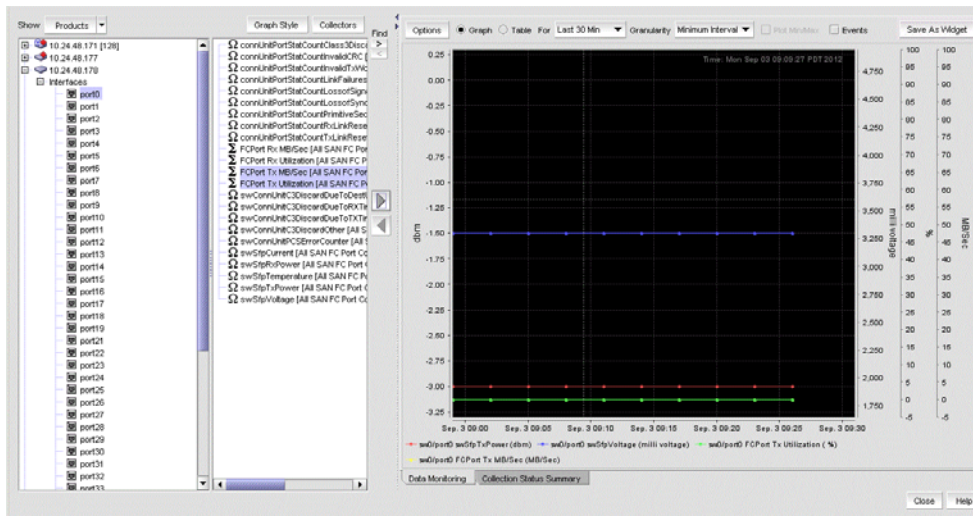 Show Products
10.24.48.171 [128]
10.24.48.177
10.24.48.178
Interfaces
port0
port1
port2
port3
port4
port5
port6
port7
port8
port9
port10
port11
port12
port13
port14
port15
port16
port17
port18
port19
port21
port22
port23
port24
port25
port26
port27
port28
port29
port30
port31
port32
port33
Graph Style Collectors
connUnitPortStatCountClass3Disc
connUnitPortStatCountInvalidCRC [
connUnitPortStatCountInvalidTxWo
connUnitPortStatCountLinkFailures
connUnitPortStatCountLossofSign
connUnitPortStatCountLossofSync
connUnitPortStatCountPrimitiveSec
connUnitPortStatCountRxLinkRese
connUnitPortStatCountTxLinkReset
FCPort Rx MB/Sec [All SAN FC Por
FCPort Rx Utilization [All SAN FC P
FCPort Tx MB/Sec [All SAN FC Por
FCPort Tx Utilization [All SAN FC Po
swConnUnitC3DiscardDueToDestU
swConnUnitC3DiscardDueToRXTi
swConnUnitC3DiscardDueToTXTi
swConnUnitC3DiscardOther [All S
swConnUnitPCSErrorCounter [All S
swSfpCurrent [All SAN FC Port Co
swSfpRxPower [All SAN FC Port C
swSfpTemperature [All SAN FC Po
swSfpTxPower [All SAN FC Port C
swSfpVoltage [All SAN FC Port Co
Find
>
<
Options Graph Table For Last 30 Min Granularity Minimum Interval Plot Min/Max Events Save As Widget
Time: Mon Sep 03 09:09:27 PDT 2012
0.25
0.00
-0.25
-0.50
-0.75
-1.00
-1.25
-1.50
-1.75
-2.00
-2.25
-2.50
-2.75
-3.00
-3.25
dbm
4,750
4,500
4,250
4,000
3,750
3,500
3,250
3,000
2,750
2,500
2,250
2,000
1,750
milli voltage
100
95
90
85
80
75
70
65
60
55
50
45
40
35
30
25
20
15
10
5
0
-5
%
100
95
90
85
80
75
70
65
60
55
50
45
40
35
30
25
20
15
10
5
0
-5
MB/Sec
Sep. 3 09:00 Sep. 3 09:05 Sep. 3 09:10 Sep. 3 09:15 Sep. 3 09:20 Sep. 3 09:25 Sep. 3 09:30
sw0/port0 swSfpTxPower (dbm) sw0/port0 swSfpVoltage (milli voltage) sw0/port0 FCPort Tx Utilization ( %)
sw0/port0 FCPort Tx MB/Sec (MB/Sec)
Data Monitoring Collection Status Summary
Close Help